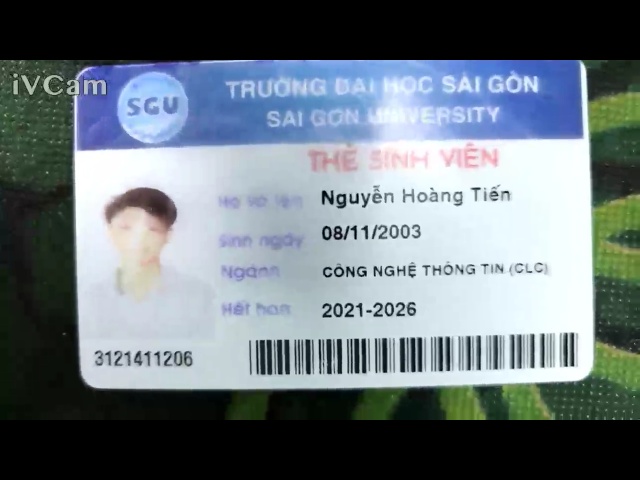 iVCam
SGU
TRƯỜNG ĐẠI HỌC SÀI GÒN
SAI GON UNIVERSITY
THẺ SINH VIÊN
Họ và tên Nguyễn Hoàng Tiến
Sinh ngày 08/11/2003
Ngành CÔNG NGHỆ THÔNG TIN (CLC)
Hết hạn 2021-2026
3121411206